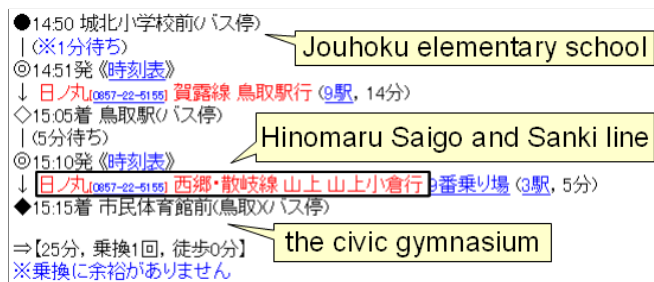 ●14:50 城北小学校前(バス停)
｜(※1分待ち)
Jouhoku elementary school
◎14:51発《時刻表》
↓ 日ノ丸[0857-22-5155] 賀露線 鳥取駅行 (9駅, 14分)
◇15:05着 鳥取駅(バス停)
｜(5分待ち)
Hinomaru Saigo and Sanki line
◎15:10発《時刻表》
↓ 日ノ丸[0857-22-5155] 西郷・散岐線 山上 山上小倉行 9番乗り場 (3駅, 5分)
◆15:15着 市民体育館前(鳥取)(バス停)
the civic gymnasium
⇒【25分, 乗換1回, 徒歩0分】
※乗換に余裕がありません